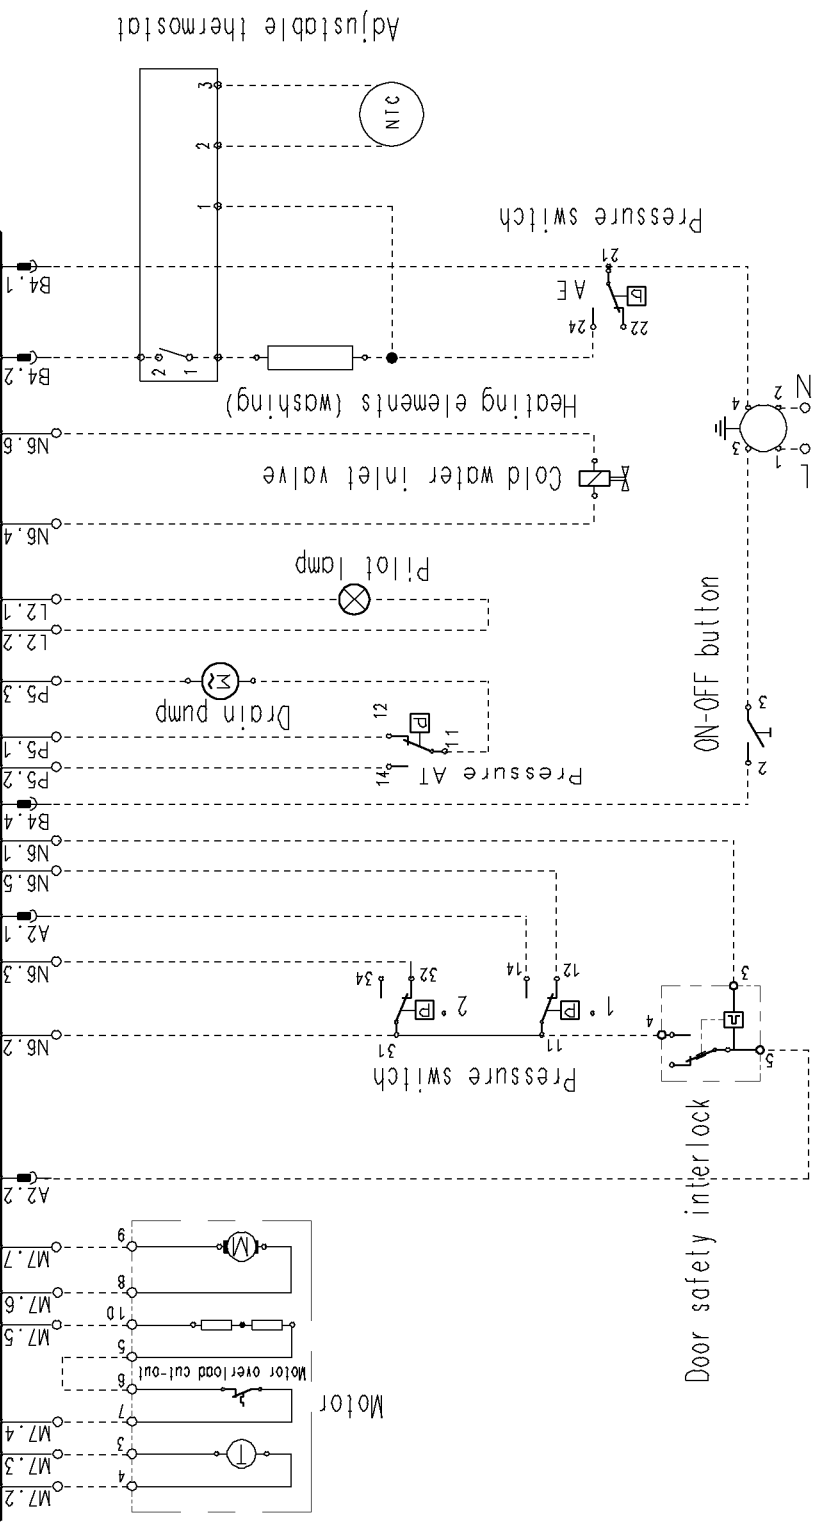 Adjustable thermostat
3
NTC
2
1
Pressure switch
21
B4.1
AE
24
22
B4.2
2
1
Heating elements (washing)
N
2
4
N6.6
3
1
L
Cold water inlet valve
N6.4
Pilot lamp
L2.1
L2.2
P5.3
Drain pump
12
P
11
P5.1
14
Pressure AT
P5.2
ON-OFF button
3
2
B4.4
N6.1
N6.5
A2.1
N6.3
34
32
14
12
3
P
2°
P
1°
4
N6.2
31
11
5
Pressure switch
Door safety interlock
A2.2
M7.7
9
M
M7.6
8
M7.5
10
5
Motor overload cut-out
6
Motor
M7.4
7
M7.3
3
T
M7.2
4